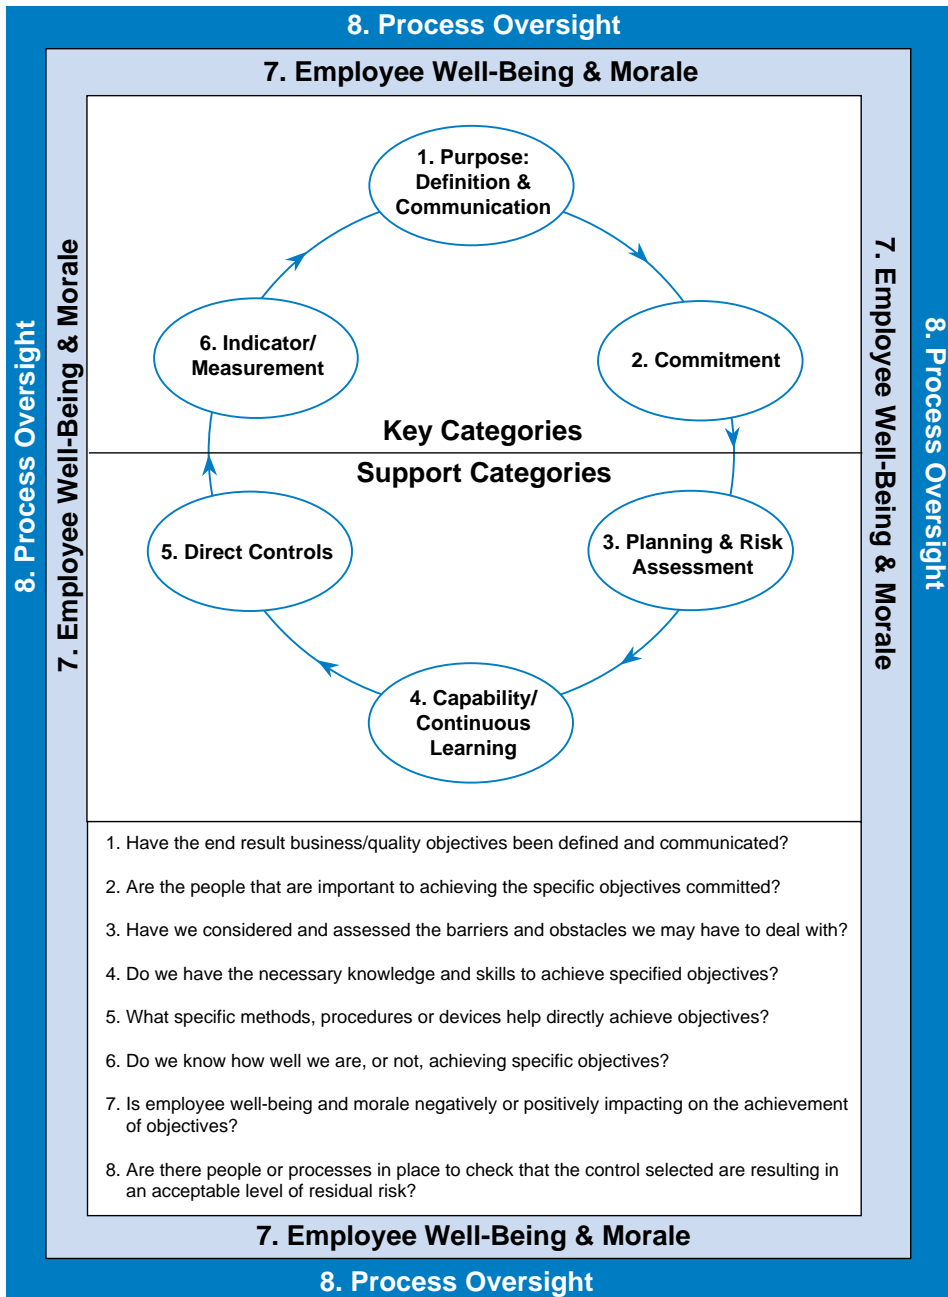 8. Process Oversight
7. Employee Well-Being & Morale
1. Purpose:
Definition &
Communication
6. Indicator/
Measurement
2. Commitment
Key Categories
Support Categories
5. Direct Controls
3. Planning & Risk
Assessment
4. Capability/
Continuous
Learning
8. Process Oversight
7. Employee Well-Being & Morale
7. Employee Well-Being & Morale
8. Process Oversight
1. Have the end result business/quality objectives been defined and communicated?
2. Are the people that are important to achieving the specific objectives committed?
3. Have we considered and assessed the barriers and obstacles we may have to deal with?
4. Do we have the necessary knowledge and skills to achieve specified objectives?
5. What specific methods, procedures or devices help directly achieve objectives?
6. Do we know how well we are, or not, achieving specific objectives?
7. Is employee well-being and morale negatively or positively impacting on the achievement
of objectives?
8. Are there people or processes in place to check that the control selected are resulting in
an acceptable level of residual risk?
7. Employee Well-Being & Morale
8. Process Oversight